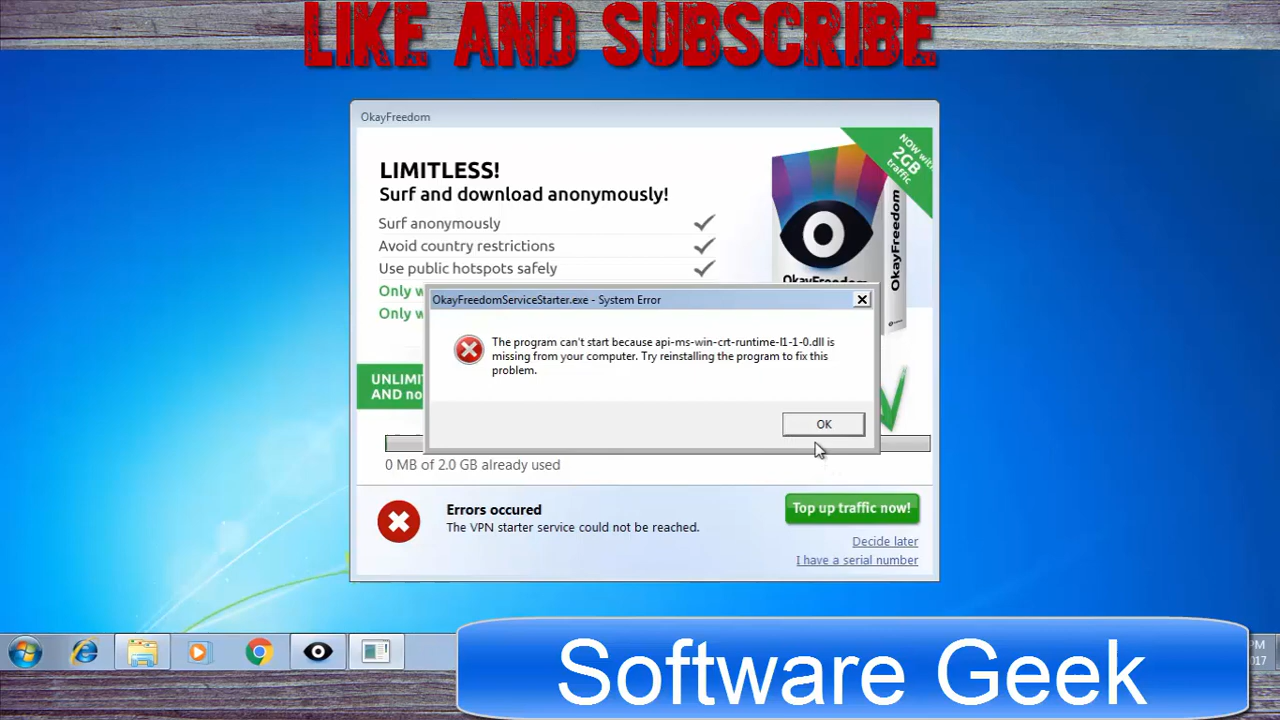 LIKE AND SUBSCRIBE
OkayFreedom
LIMITLESS!
Surf and download anonymously!
Surf anonymously
Avoid country restrictions
Use public hotspots safely
Only w
Only w
NOW with
2GB
traffic
OkayFreedom
OkayFreedom
OkayFreedomServiceStarter.exe - System Error
The program can't start because api-ms-win-crt-runtime-l1-1-0.dll is
missing from your computer. Try reinstalling the program to fix this
problem.
OK
UNLIMI
AND no
0 MB of 2.0 GB already used
Errors occured
The VPN starter service could not be reached.
Top up traffic now!
Decide later
I have a serial number
PM
017
Software Geek